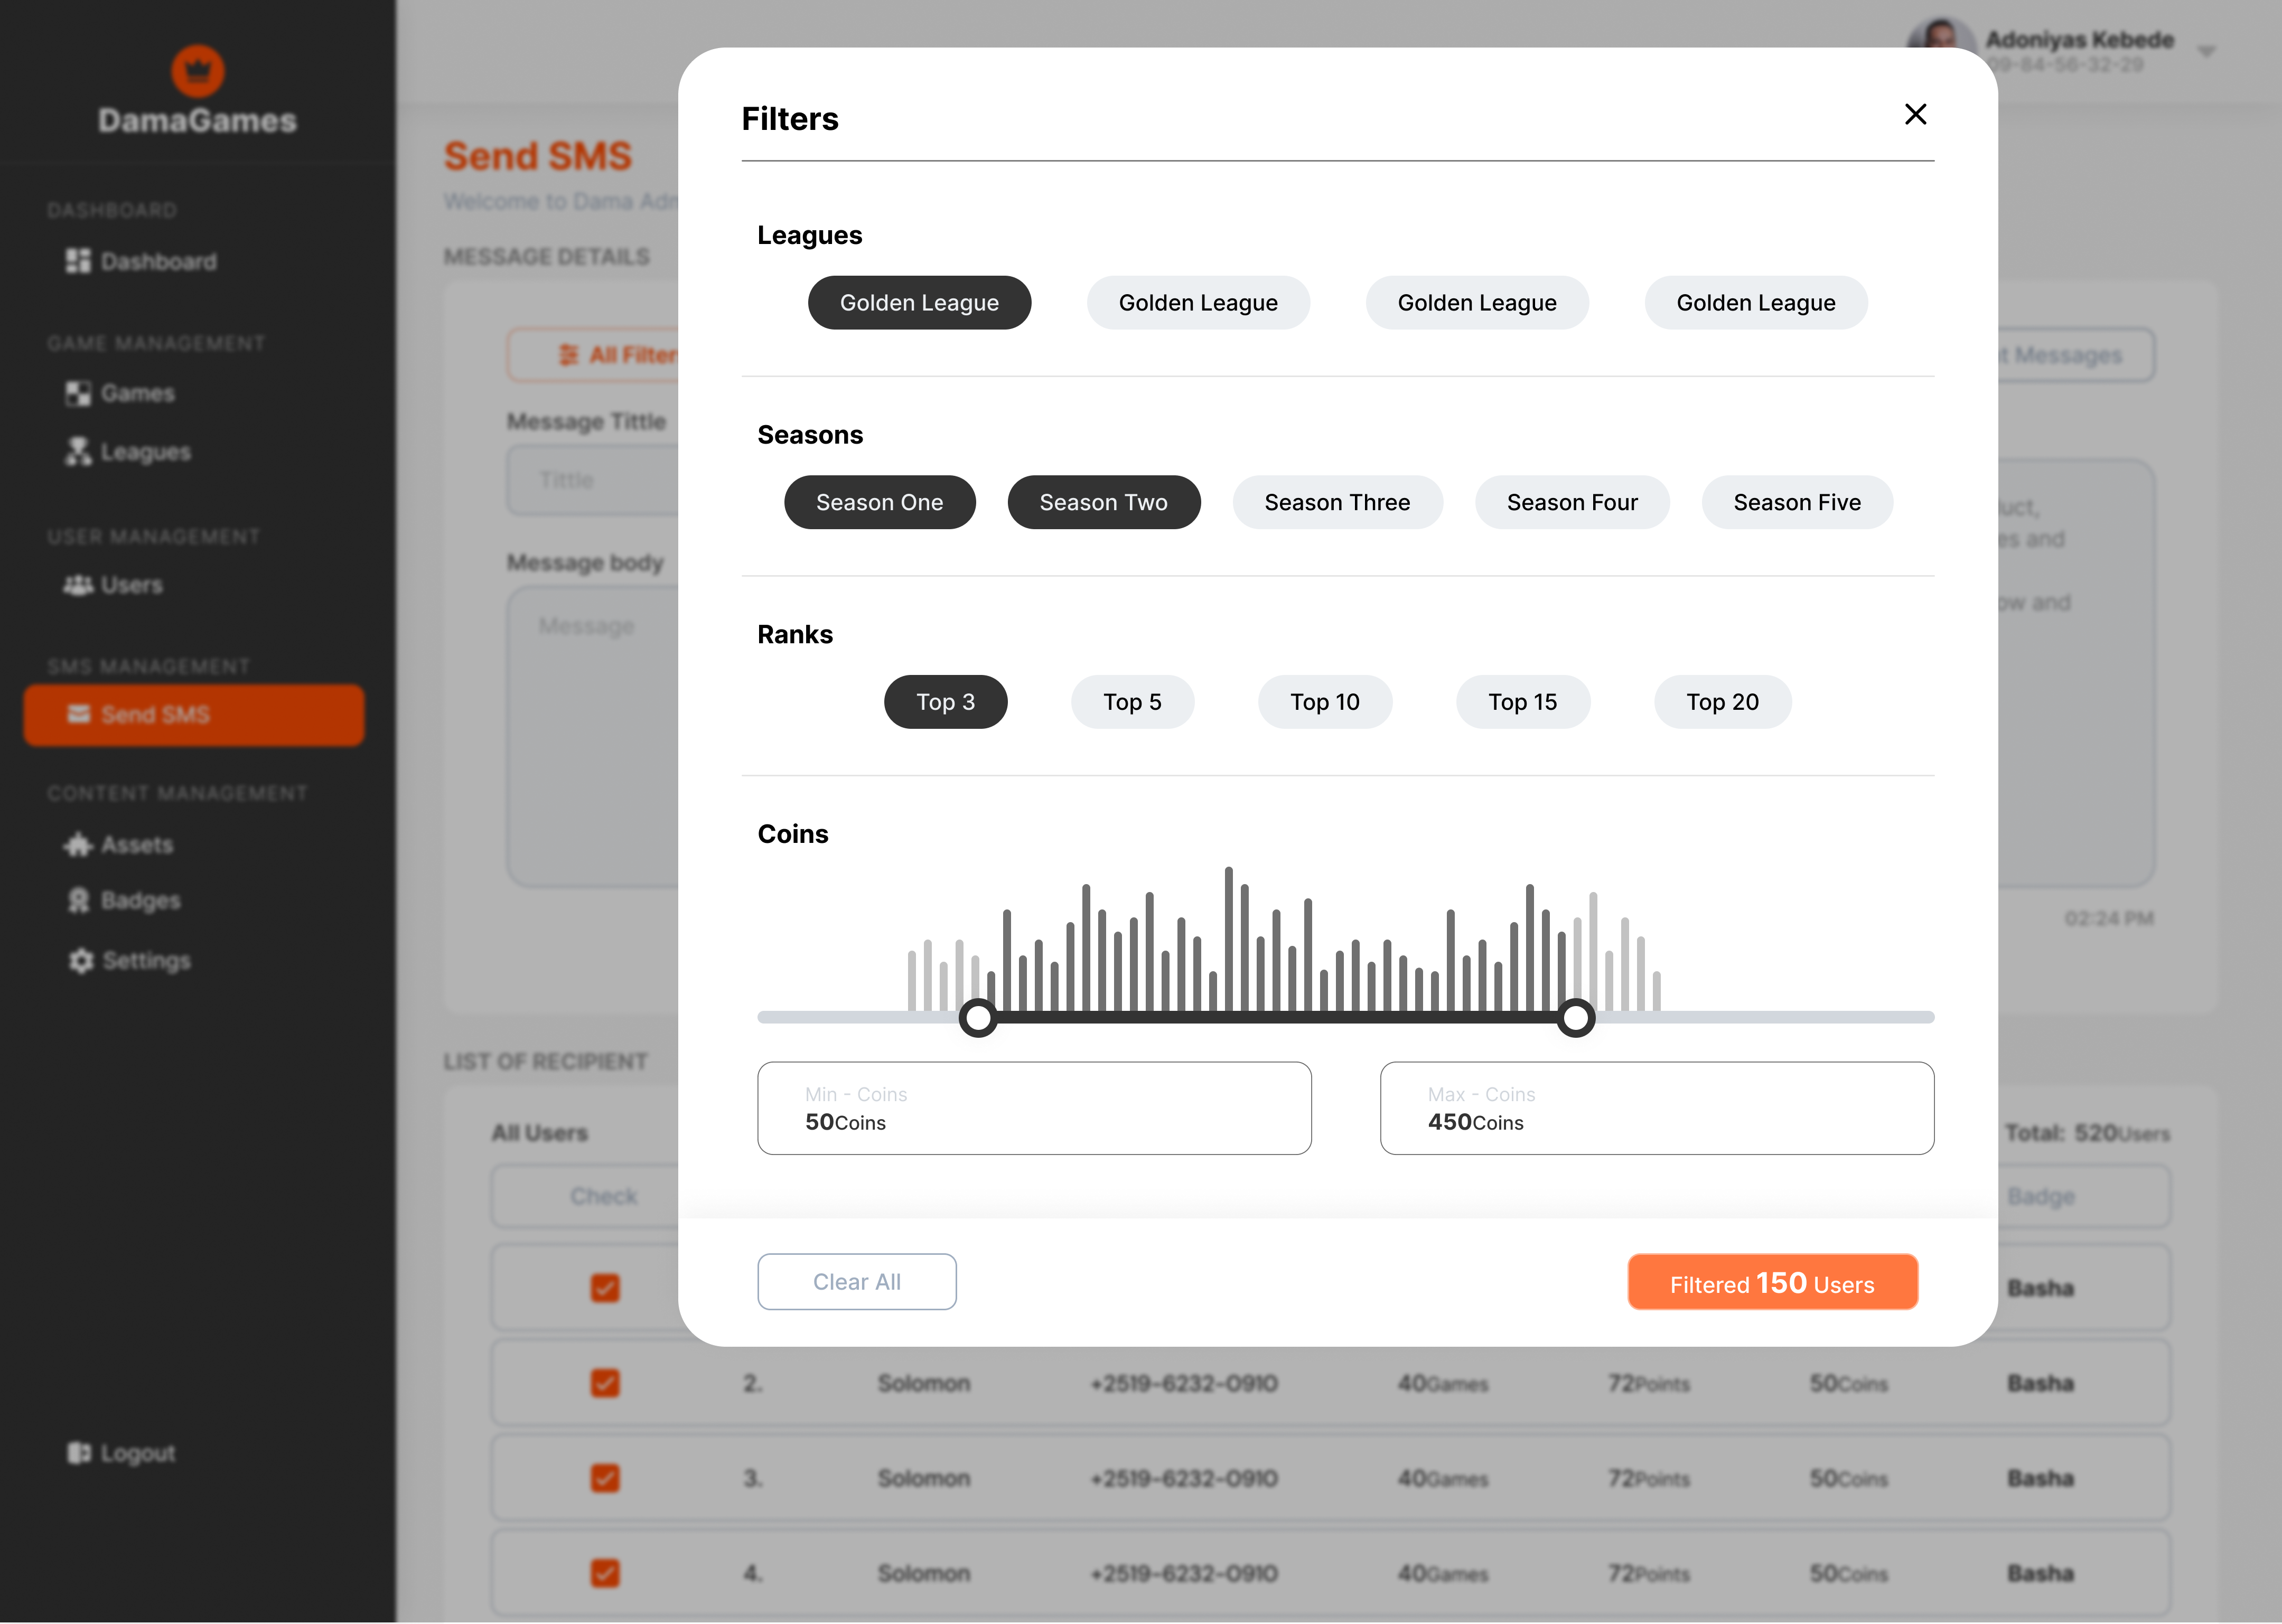 DamaGames
DASHBOARD
Dashboard
GAME MANAGEMENT
Games
Leagues
USER MANAGEMENT
Users
SMS MANAGEMENT
Send SMS
CONTENT MANAGEMENT
Assets
Badges
Settings
Logout
Adoniyas Kebede
09-84-56-32-29
Send SMS
Welcome to Dama
MESSAGE DETAILS
All
Messages
Message Tittle
Tittle
Message body
Message
and
and
02:24 PM
Filters
Leagues
Golden League Golden League Golden League Golden League
Seasons
Season One Season Two Season Three Season Four Season Five
Ranks
Top 3 Top 5 Top 10 Top 15 Top 20
Coins
Min - Coins
50Coins
Max - Coins
450Coins
Clear All
Filtered 150 Users
LIST OF RECIPIENT
All Users
Total: 520Users
Check
Badge
Basha
2. Solomon +2519-6232-0910 40Games 72Points 50Coins Basha
3. Solomon +2519-6232-0910 40Games 72Points 50Coins Basha
4. Solomon +2519-6232-0910 40Games 72Points 50Coins Basha